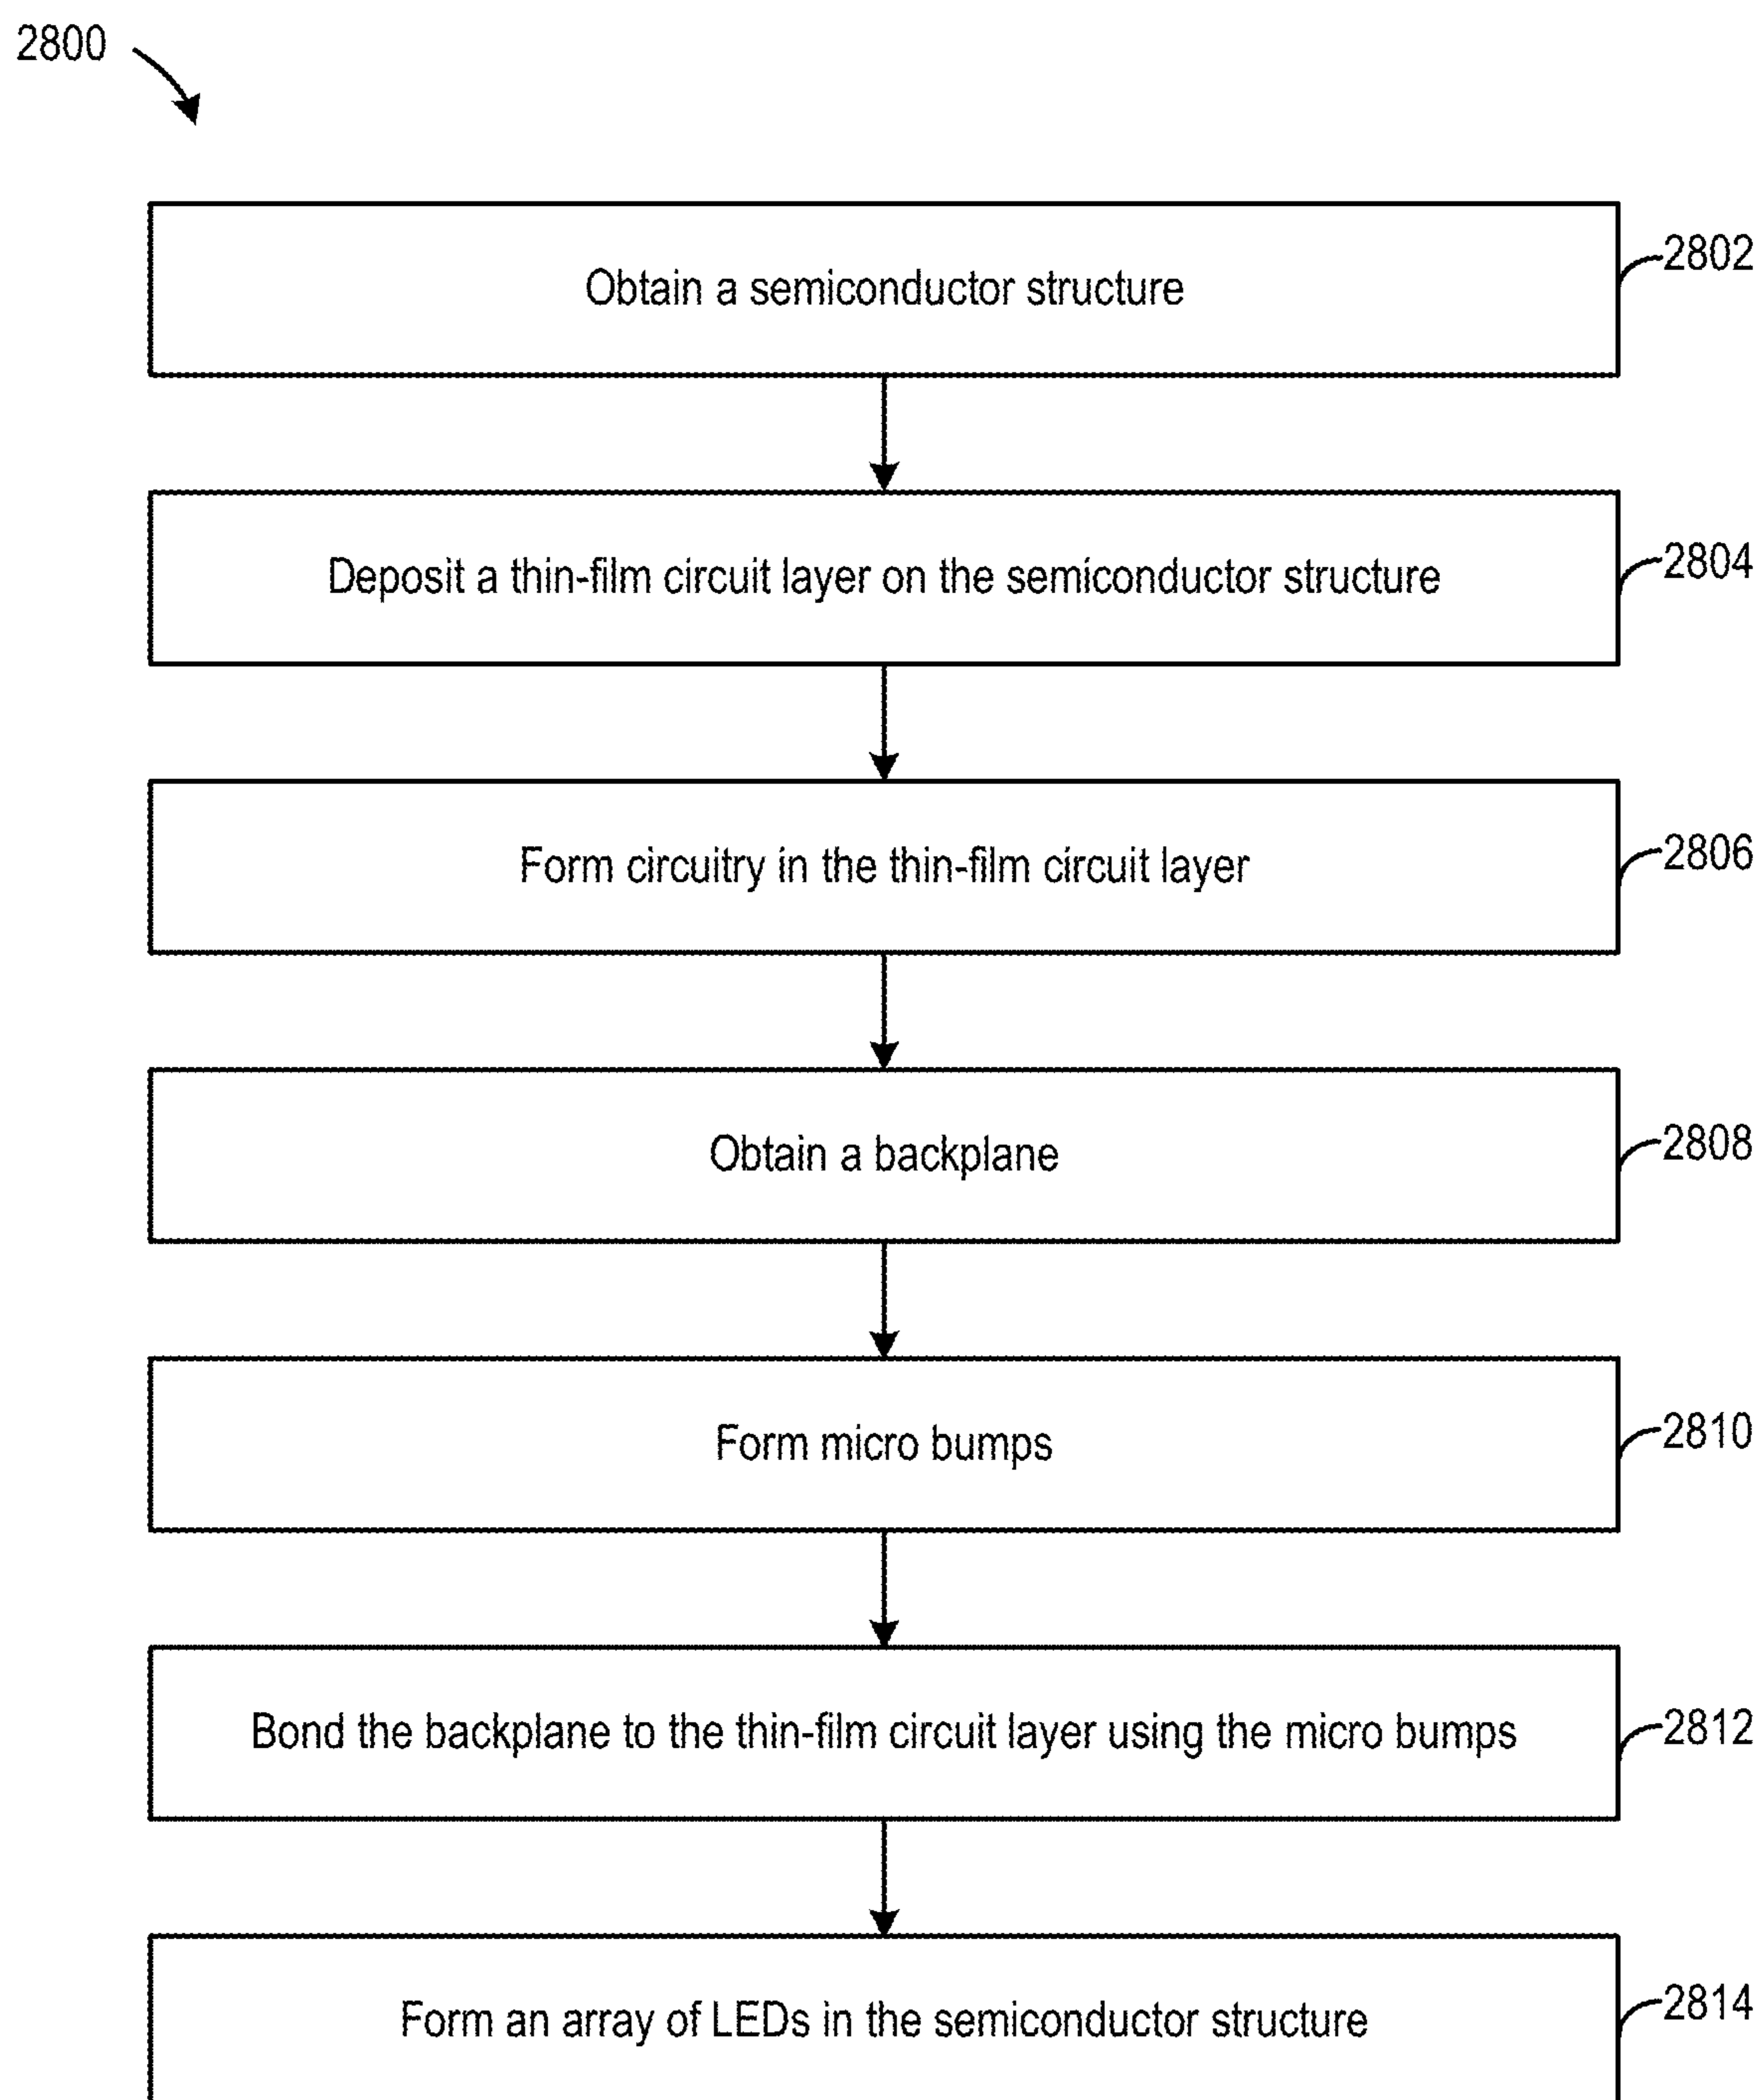 2800
Obtain a semiconductor structure
2802
Deposit a thin-film circuit layer on the semiconductor structure
2804
Form circuitry in the thin-film circuit layer
2806
Obtain a backplane
2808
Form micro bumps
2810
Bond the backplane to the thin-film circuit layer using the micro bumps
2812
Form an array of LEDs in the semiconductor structure
2814